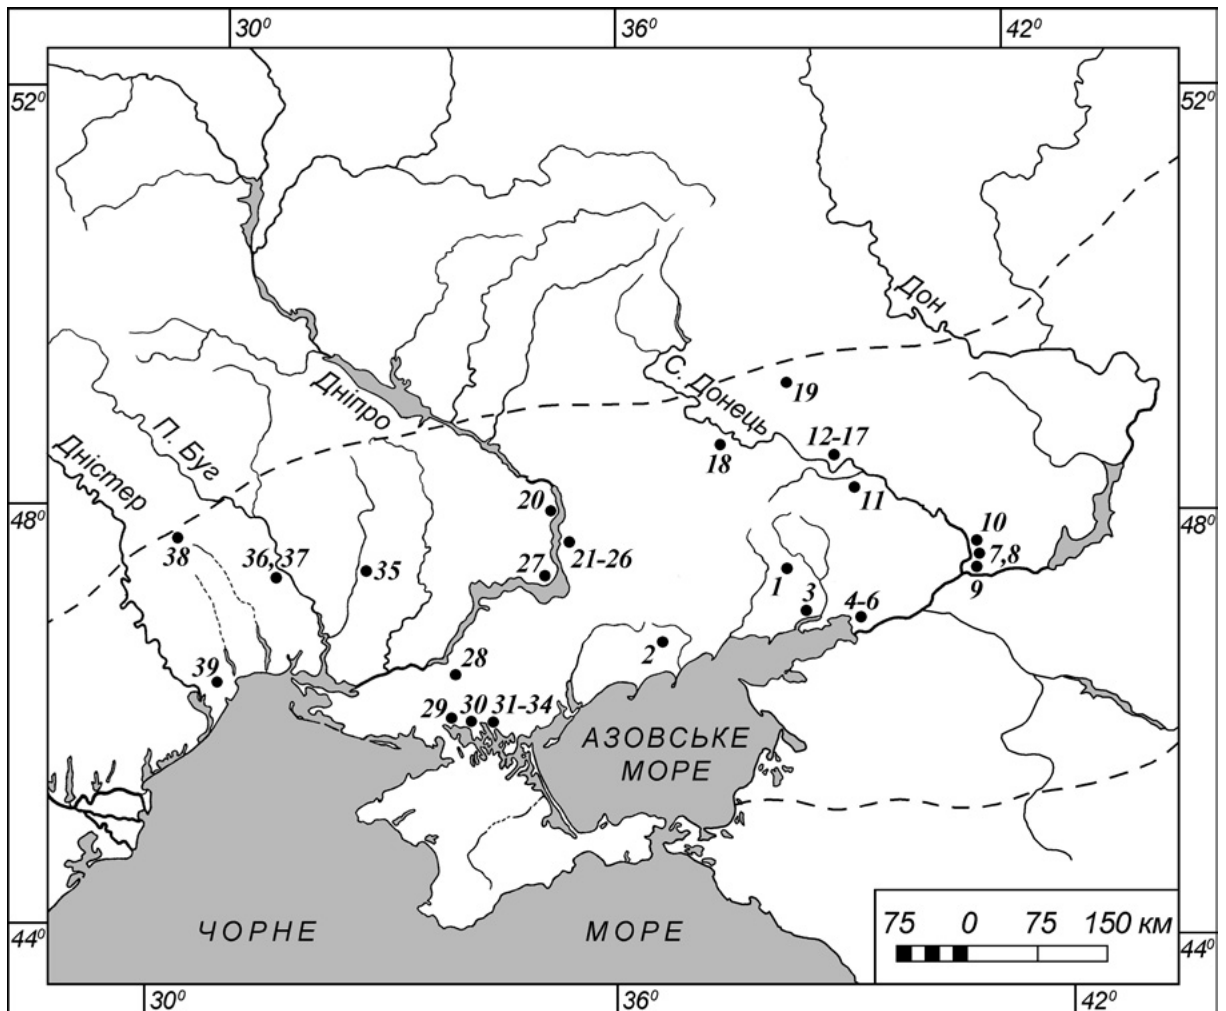 30⁰ 36⁰ 42⁰
52⁰ 52⁰
Дон
Дніпро
С. Донець
19
П. Буг
12-17
18
Дністер
11
20
48⁰ 48⁰
10
21-26
7,8
38
36, 37
35
27
1
9
3
4-6
2
28
39
29 30 31-34
АЗОВСЬКЕ
МОРЕ
ЧОРНЕ МОРЕ
75 0 75 150 км
44⁰ 44⁰
30⁰ 36⁰ 42⁰